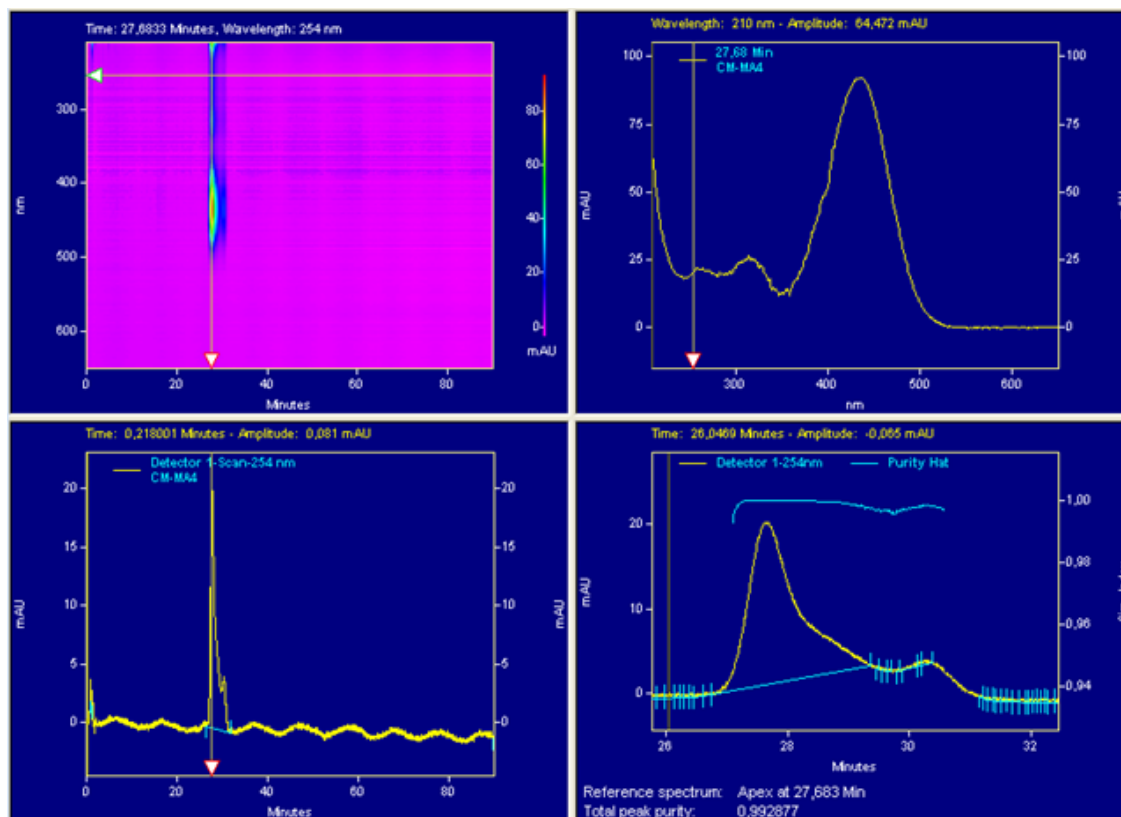 Time: 27,6833 Minutes, Wavelength: 254 nm
300
400
500
600
nm
0
20
40
60
80
Minutes
80
60
40
20
0
mAU
Wavelength: 210 nm - Amplitude: 64,472 mAU
27,68 Min
CM-MA4
100
75
50
25
0
mAU
100
75
50
25
0
300
400
500
600
nm
Time: 0,218001 Minutes - Amplitude: 0,081 mAU
Detector 1-Scan-254 nm
CM-MA4
20
15
10
5
0
mAU
20
15
10
5
0
mAU
0
20
40
60
80
Minutes
Time: 26,0469 Minutes - Amplitude: -0,065 mAU
Detector 1-254nm
Purity Hat
20
10
0
mAU
1,00
0,98
0,96
0,94
26
28
30
32
Minutes
Reference spectrum: Apex at 27,683 Min
Total peak purity: 0,992877